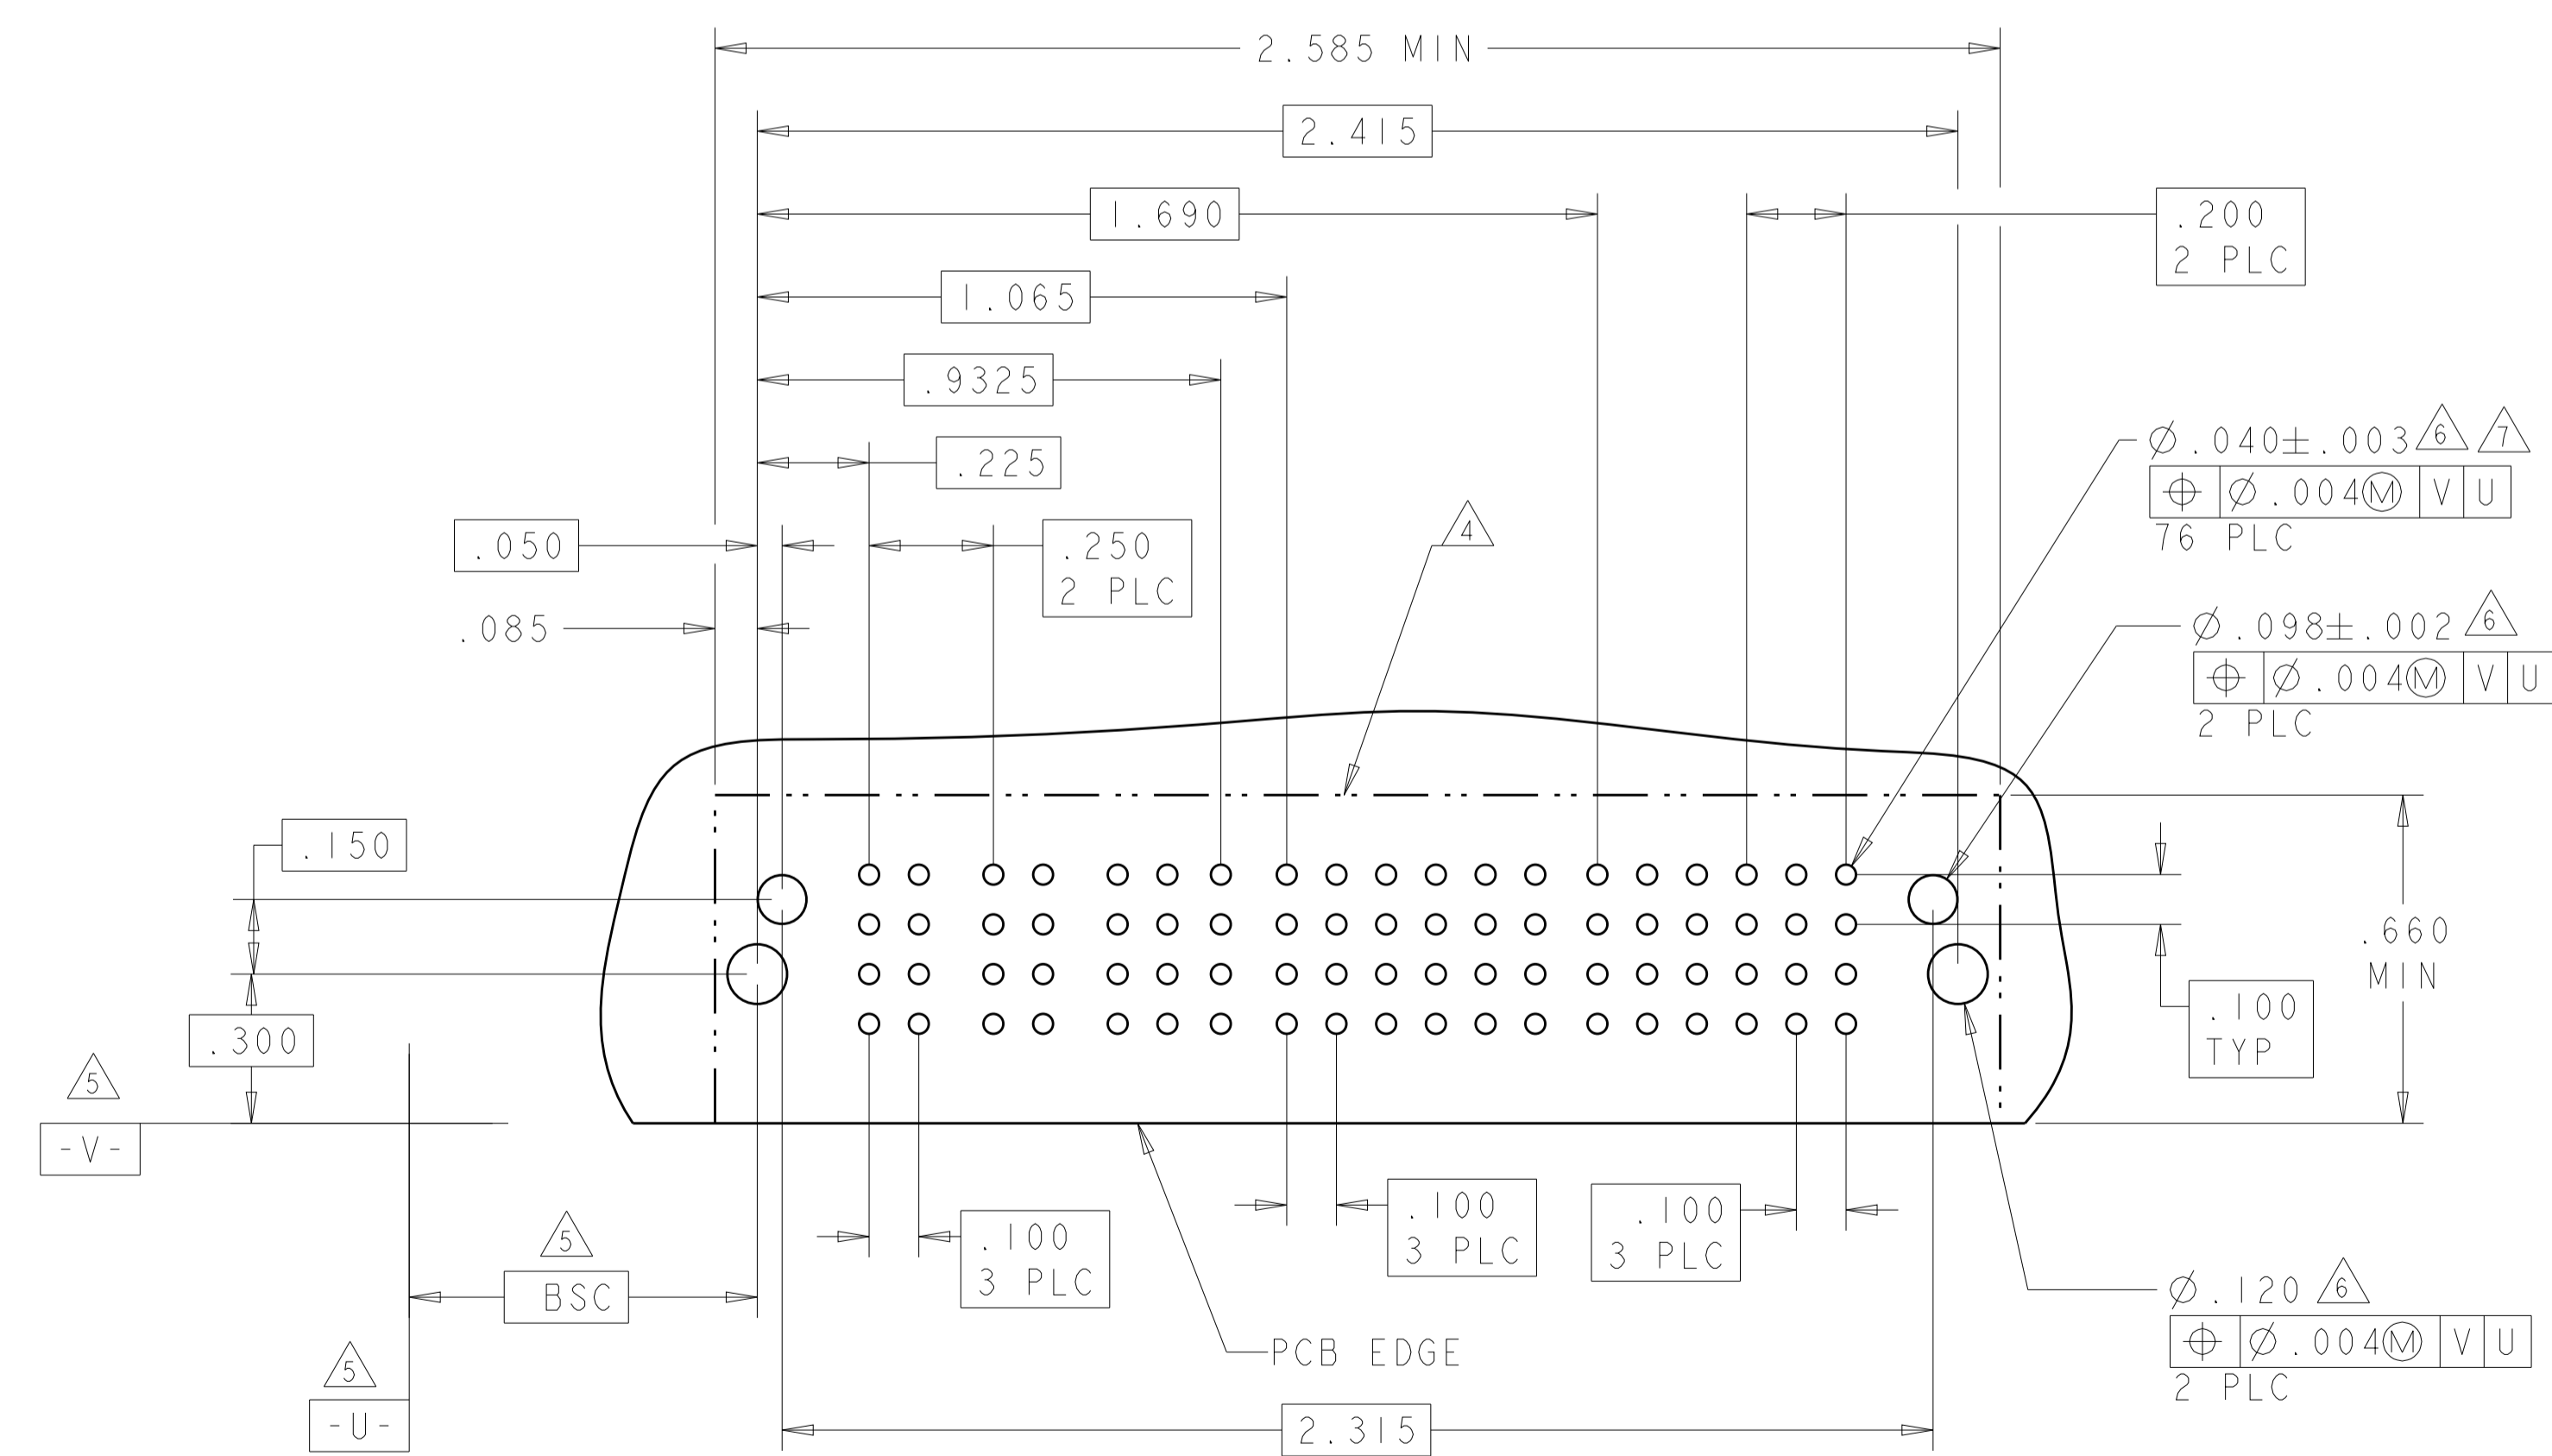 2.585 MIN
2.415
1.690
.200
2 PLC
1.065
.9325
⌀.040±.003 6 7
.225
⌖ ⌀.004Ⓜ V U
76 PLC
.050
.250
2 PLC
4
.085
⌀.098±.002 6
⌖ ⌀.004Ⓜ V U
2 PLC
.150
.660
MIN
.300
.100
TYP
5
-V-
.100
3 PLC
.100
3 PLC
.100
3 PLC
5
BSC
⌀.120 6
⌖ ⌀.004Ⓜ V U
2 PLC
PCB EDGE
5
-U-
2.315